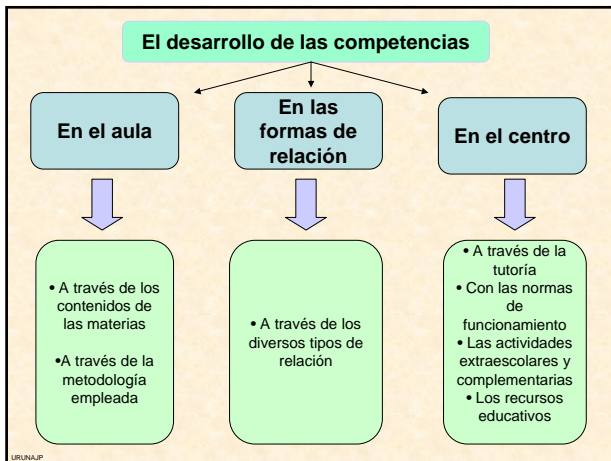 El desarrollo de las competencias
En el aula
En las
formas de
relación
En el centro
• A través de los
contenidos de
las materias
•A través de la
metodología
empleada
• A través de los
diversos tipos de
relación
• A través de la
tutoría
• Con las normas
de
funcionamiento
• Las actividades
extraescolares y
complementarias
• Los recursos
educativos
URUNAJP